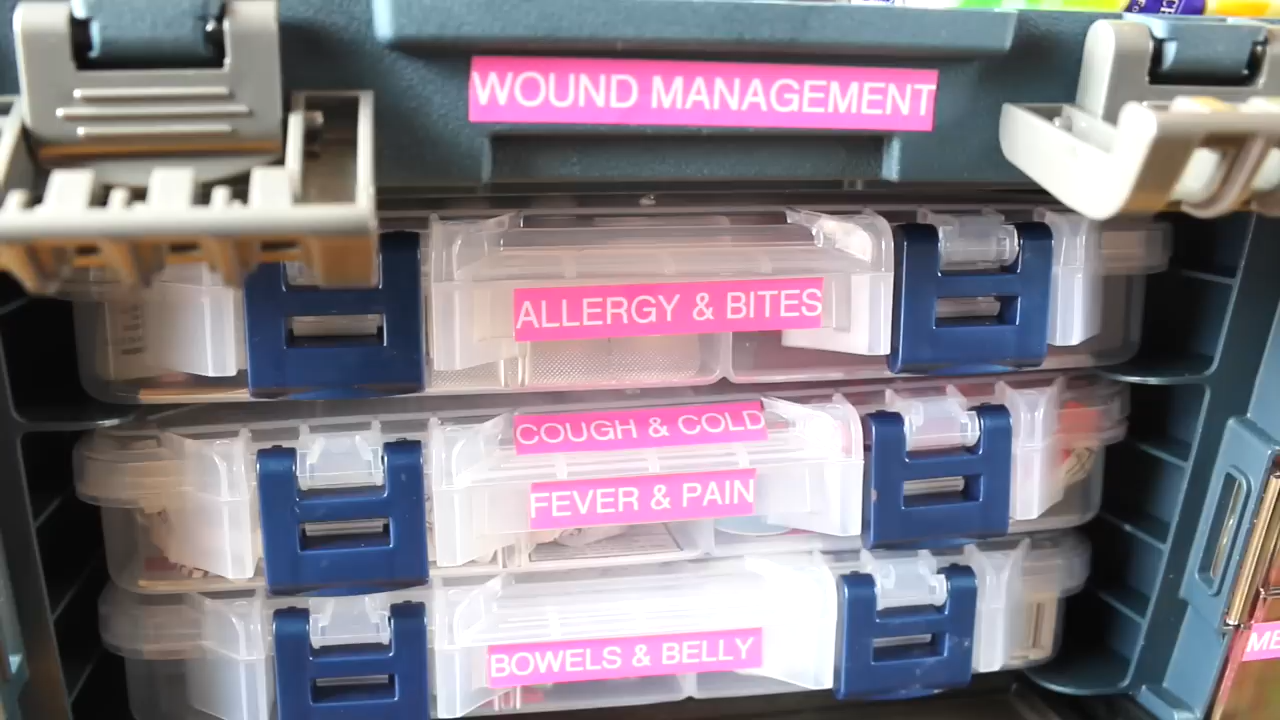 WOUND MANAGEMENT
ALLERGY & BITES
COUGH & COLD
FEVER & PAIN
BOWELS & BELLY